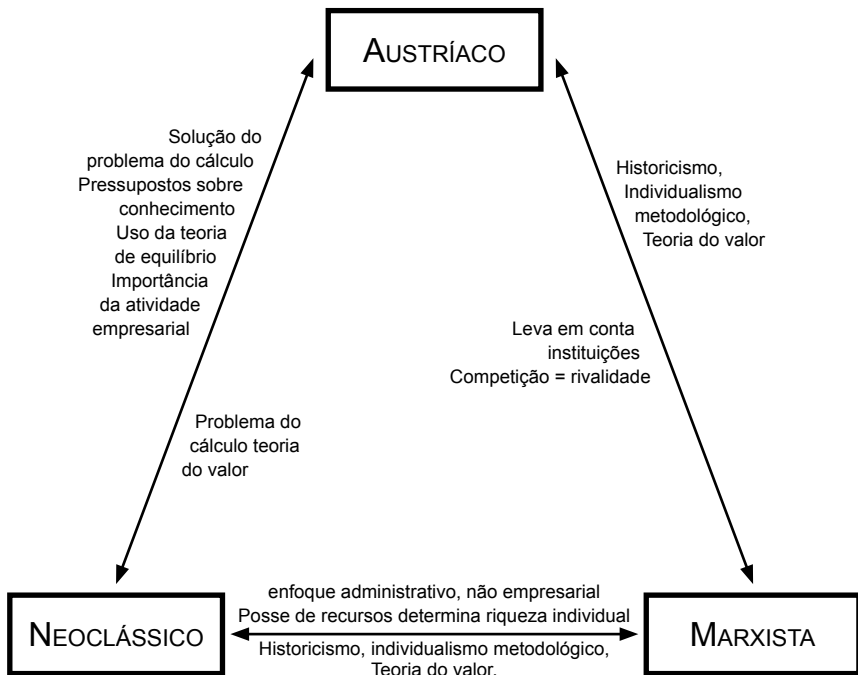 AUSTRÍACO
Solução do
problema do cálculo
Pressupostos sobre
conhecimento
Uso da teoria
de equilíbrio
Importância
da atividade
empresarial
Historicismo,
Individualismo
metodológico,
Teoria do valor
Leva em conta
instituições
Competição = rivalidade
Problema do
cálculo teoria
do valor
enfoque administrativo, não empresarial
Posse de recursos determina riqueza individual
NEOCLÁSSICO
MARXISTA
Historicismo, individualismo metodológico,
Teoria do valor.